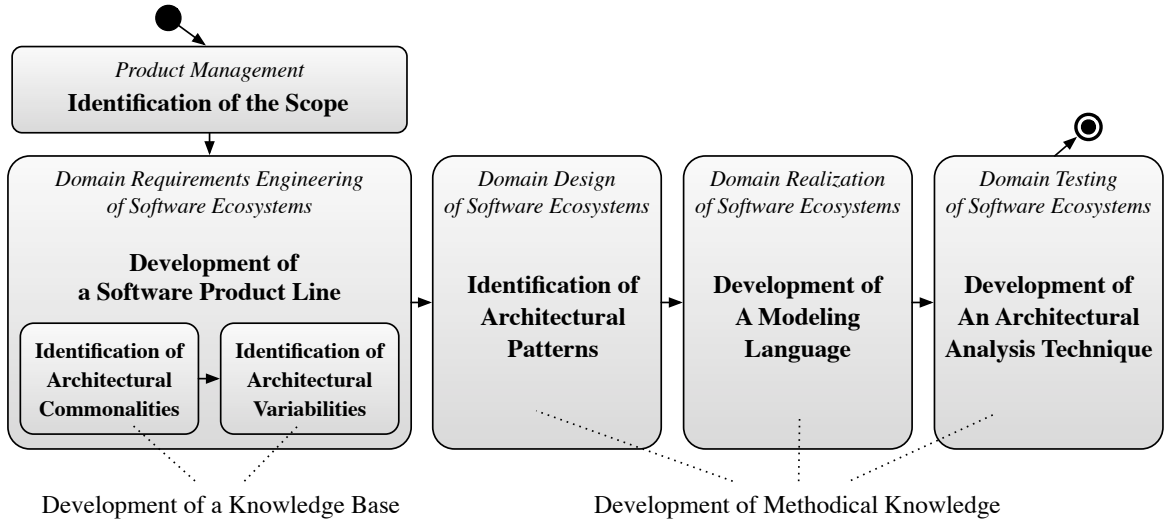 Product Management
Identification of the Scope
Domain Requirements Engineering
of Software Ecosystems
Development of
a Software Product Line
Identification of
Architectural
Commonalities
Identification of
Architectural
Variabilities
Domain Design
of Software Ecosystems
Identification of
Architectural
Patterns
Domain Realization
of Software Ecosystems
Development of
A Modeling
Language
Domain Testing
of Software Ecosystems
Development of
An Architectural
Analysis Technique
Development of a Knowledge Base
Development of Methodical Knowledge